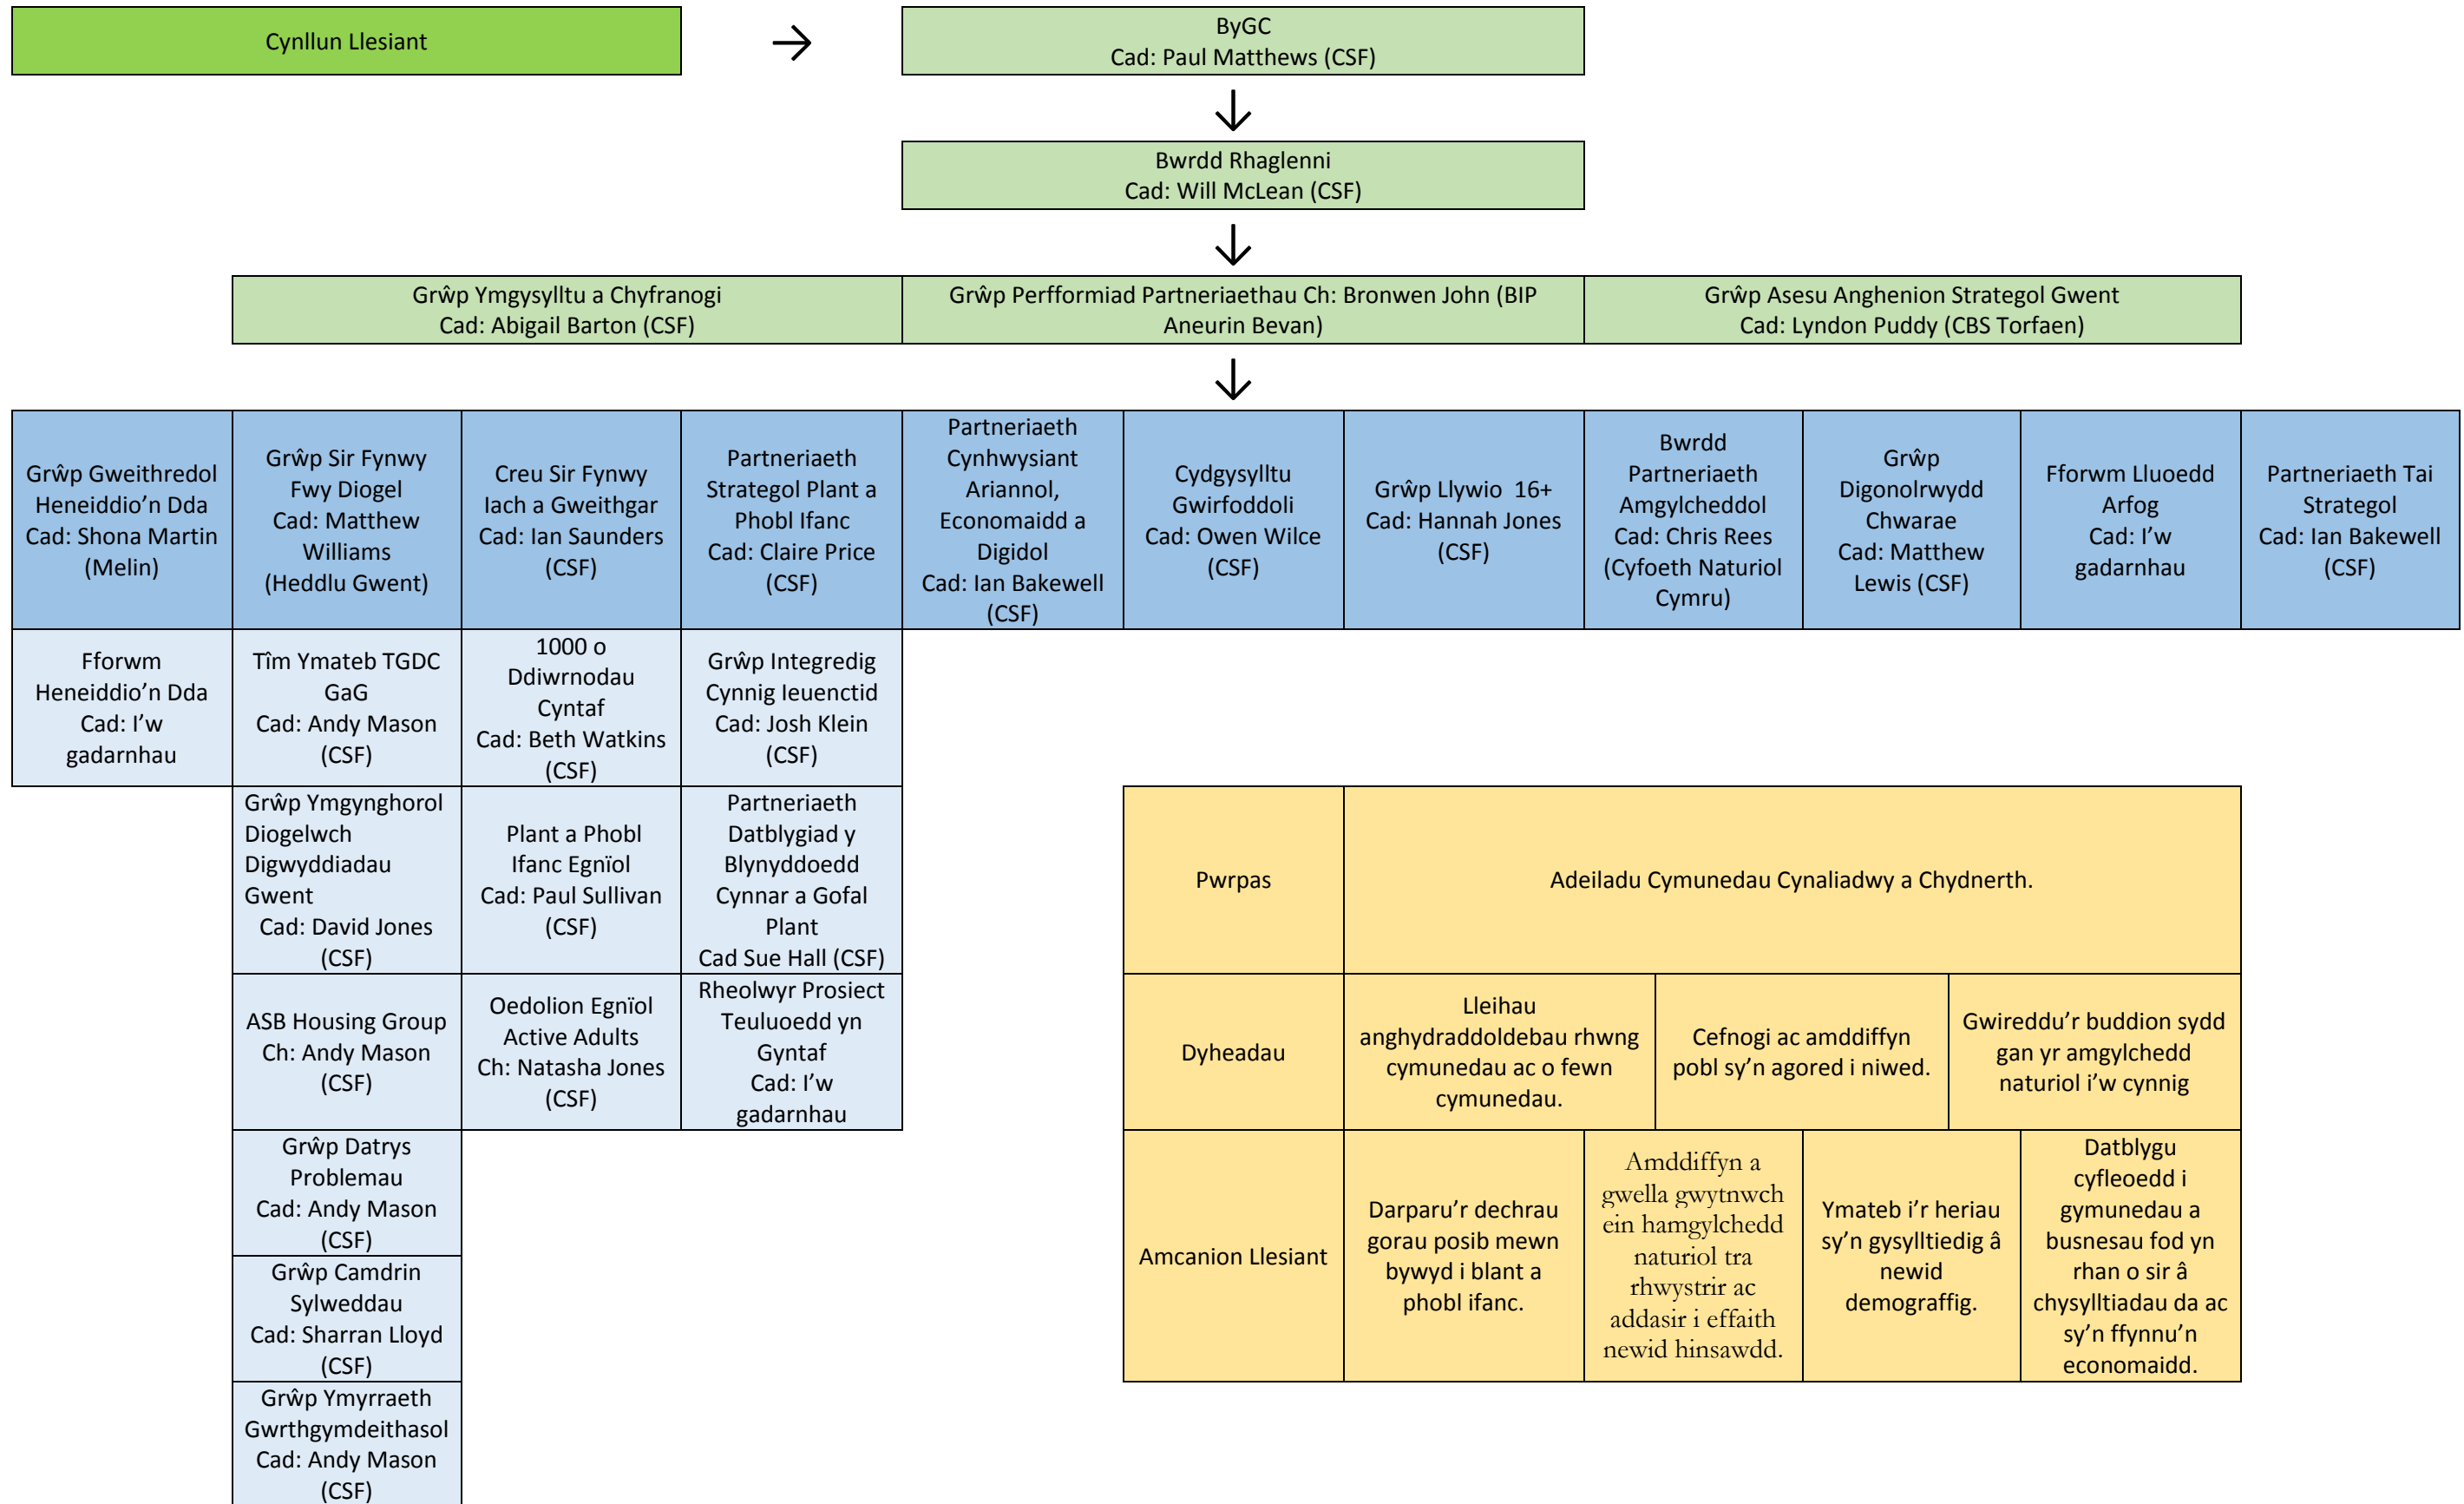 Cynllun Llesiant
ByGC
Cad: Paul Matthews (CSF)
Bwrdd Rhaglenni
Cad: Will McLean (CSF)
Grŵp Ymgysylltu a Chyfranogi
Cad: Abigail Barton (CSF)
Grŵp Perfformiad Partneriaethau Ch: Bronwen John (BIP
Aneurin Bevan)
Grŵp Asesu Anghenion Strategol Gwent
Cad: Lyndon Puddy (CBS Torfaen)
Grŵp Gweithredol
Heneiddio’n Dda
Cad: Shona Martin
(Melin)
Grŵp Sir Fynwy
Fwy Diogel
Cad: Matthew
Williams
(Heddlu Gwent)
Creu Sir Fynwy
Iach a Gweithgar
Cad: Ian Saunders
(CSF)
Partneriaeth
Strategol Plant a
Phobl Ifanc
Cad: Claire Price
(CSF)
Partneriaeth
Cynhwysiant
Ariannol,
Economaidd a
Digidol
Cad: Ian Bakewell
(CSF)
Cydgysylltu
Gwirfoddoli
Cad: Owen Wilce
(CSF)
Grŵp Llywio  16+
Cad: Hannah Jones
(CSF)
Bwrdd
Partneriaeth
Amgylcheddol
Cad: Chris Rees
(Cyfoeth Naturiol
Cymru)
Grŵp
Digonolrwydd
Chwarae
Cad: Matthew
Lewis (CSF)
Fforwm Lluoedd
Arfog
Cad: I’w
gadarnhau
Partneriaeth Tai
Strategol
Cad: Ian Bakewell
(CSF)
Fforwm
Heneiddio’n Dda
Cad: I’w
gadarnhau
Tîm Ymateb TGDC
GaG
Cad: Andy Mason
(CSF)
1000 o
Ddiwrnodau
Cyntaf
Cad: Beth Watkins
(CSF)
Grŵp Integredig
Cynnig Ieuenctid
Cad: Josh Klein
(CSF)
Grŵp Ymgynghorol
Diogelwch
Digwyddiadau
Gwent
Cad: David Jones
(CSF)
Plant a Phobl
Ifanc Egnïol
Cad: Paul Sullivan
(CSF)
Partneriaeth
Datblygiad y
Blynyddoedd
Cynnar a Gofal
Plant
Cad Sue Hall (CSF)
ASB Housing Group
Ch: Andy Mason
(CSF)
Oedolion Egnïol
Active Adults
Ch: Natasha Jones
(CSF)
Rheolwyr Prosiect
Teuluoedd yn
Gyntaf
Cad: I’w
gadarnhau
Grŵp Datrys
Problemau
Cad: Andy Mason
(CSF)
Grŵp Camdrin
Sylweddau
Cad: Sharran Lloyd
(CSF)
Grŵp Ymyrraeth
Gwrthgymdeithasol
Cad: Andy Mason
(CSF)
Pwrpas
Adeiladu Cymunedau Cynaliadwy a Chydnerth.
Dyheadau
Lleihau
anghydraddoldebau rhwng
cymunedau ac o fewn
cymunedau.
Cefnogi ac amddiffyn
pobl sy’n agored i niwed.
Gwireddu’r buddion sydd
gan yr amgylchedd
naturiol i’w cynnig
Amcanion Llesiant
Darparu’r dechrau
gorau posib mewn
bywyd i blant a
phobl ifanc.
Amddiffyn a
gwella gwytnwch
ein hamgylchedd
naturiol tra
rhwystrir ac
addasir i effaith
newid hinsawdd.
Ymateb i’r heriau
sy’n gysylltiedig â
newid
demograffig.
Datblygu
cyfleoedd i
gymunedau a
busnesau fod yn
rhan o sir â
chysylltiadau da ac
sy’n ffynnu’n
economaidd.